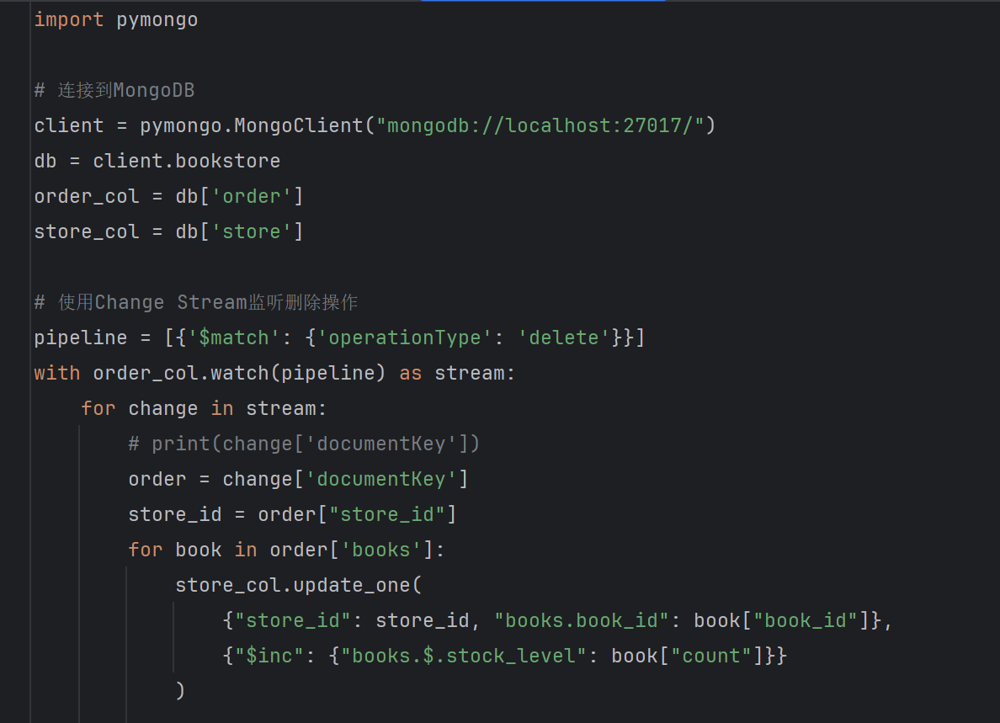 import pymongo
# 连接到MongoDB
client = pymongo.MongoClient("mongodb://localhost:27017/")
db = client.bookstore
order_col = db['order']
store_col = db['store']
# 使用Change Stream监听删除操作
pipeline = [{'$match': {'operationType': 'delete'}}]
with order_col.watch(pipeline) as stream:
    for change in stream:
        # print(change['documentKey'])
        order = change['documentKey']
        store_id = order["store_id"]
        for book in order['books']:
            store_col.update_one(
                {"store_id": store_id, "books.book_id": book["book_id"]},
                {"$inc": {"books.$.stock_level": book["count"]}}
            )